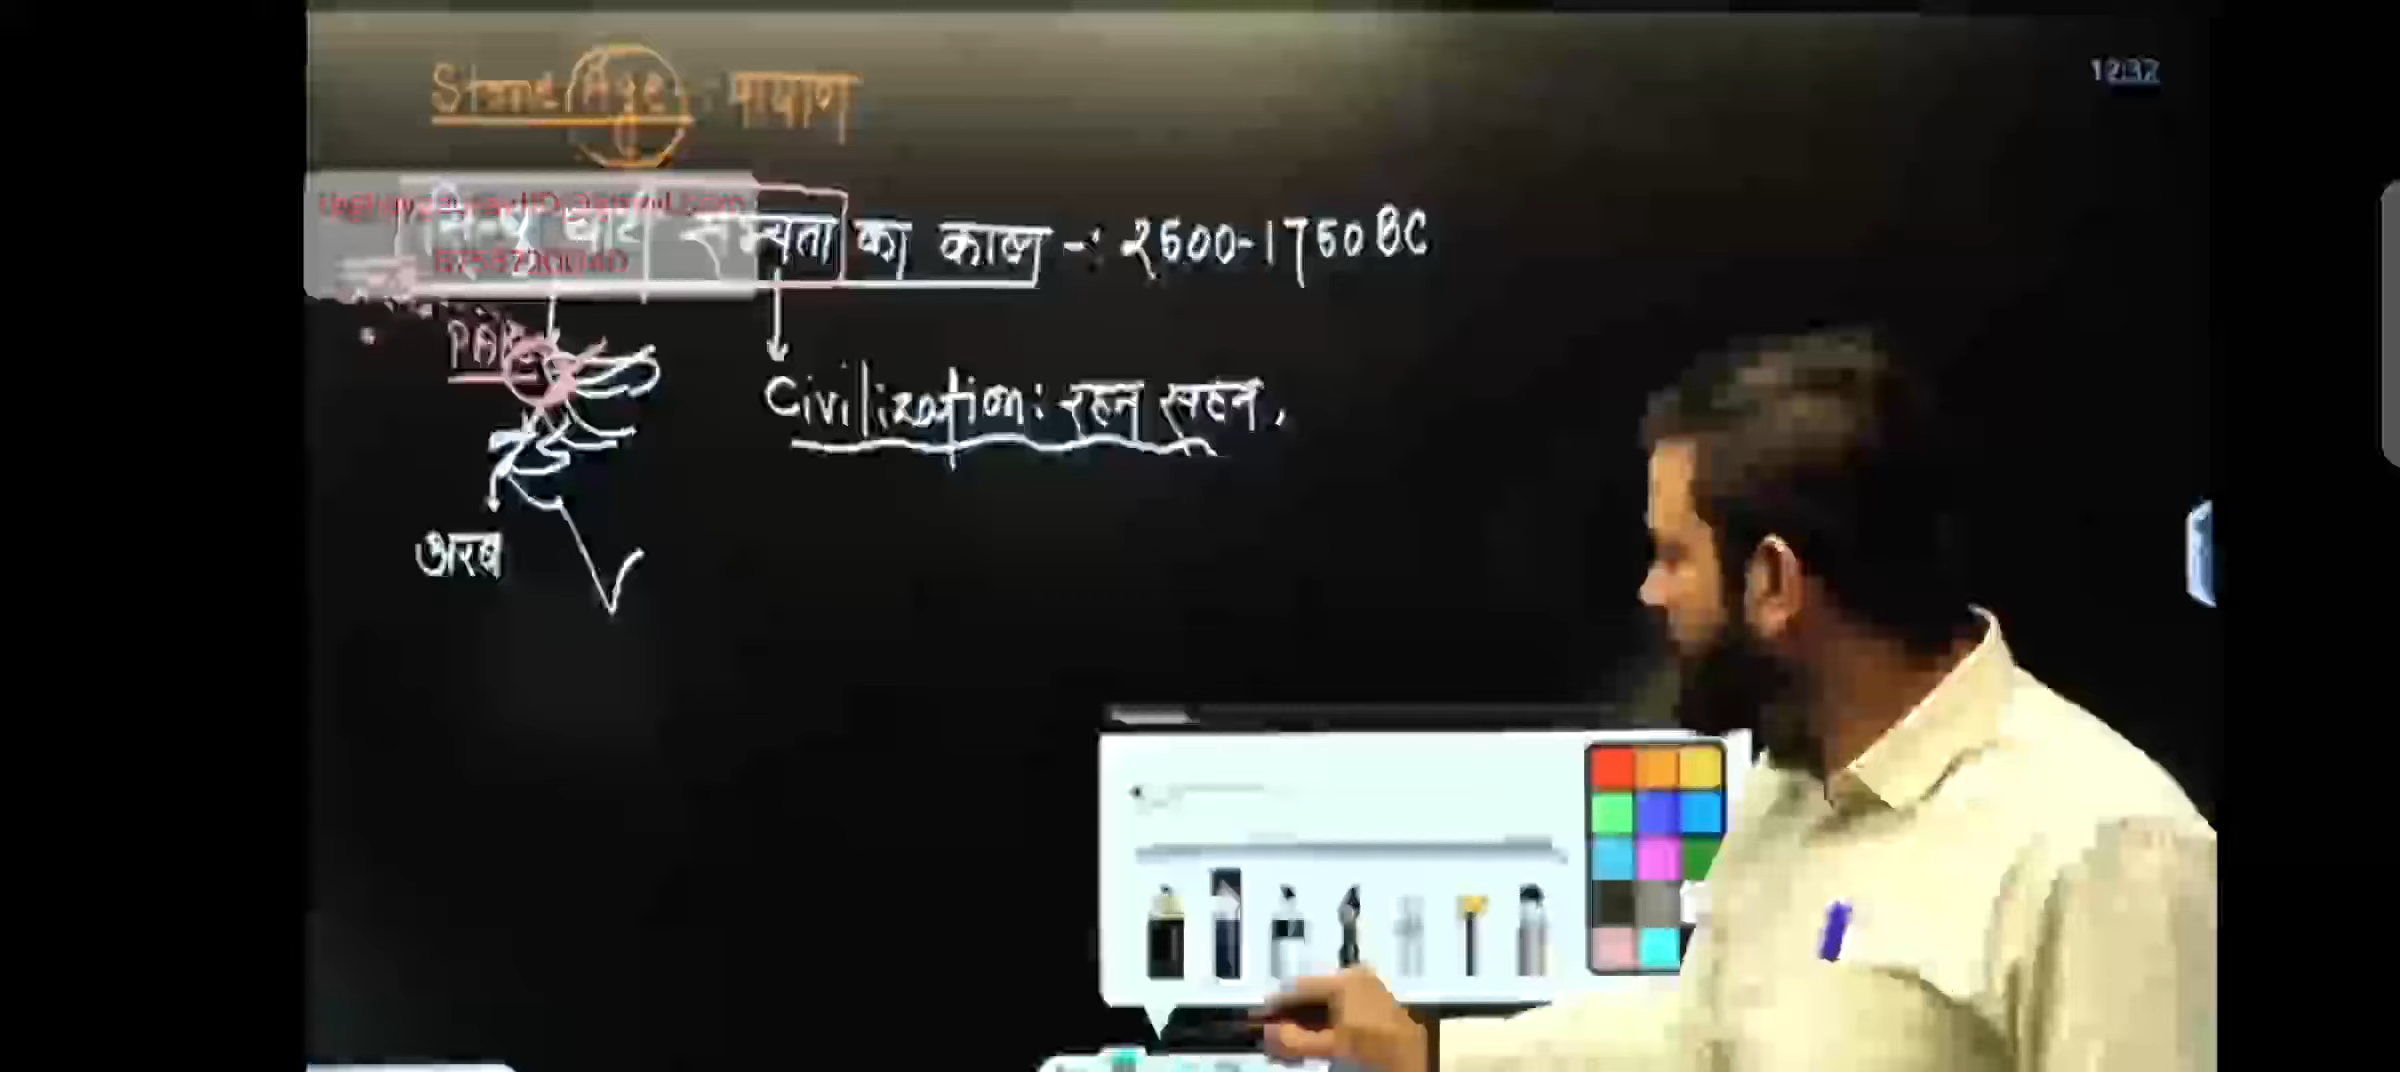 Stone Age - पाषाण
12:32
सिन्धु घाटी सभ्यता का काल -: 2500-1750 BC
PAK
Civilization: रहन सहन,
अरब